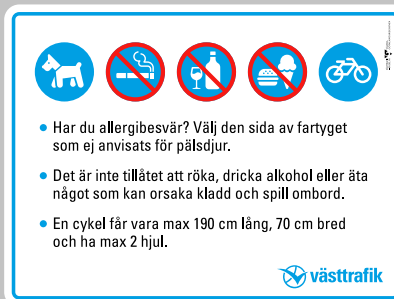 Har du allergibesvär? Välj den sida av fartyget
som ej anvisats för pälsdjur.
Det är inte tillåtet att röka, dricka alkohol eller äta
något som kan orsaka kladd och spill ombord.
En cykel får vara max 190 cm lång, 70 cm bred
och ha max 2 hjul.
västtrafik